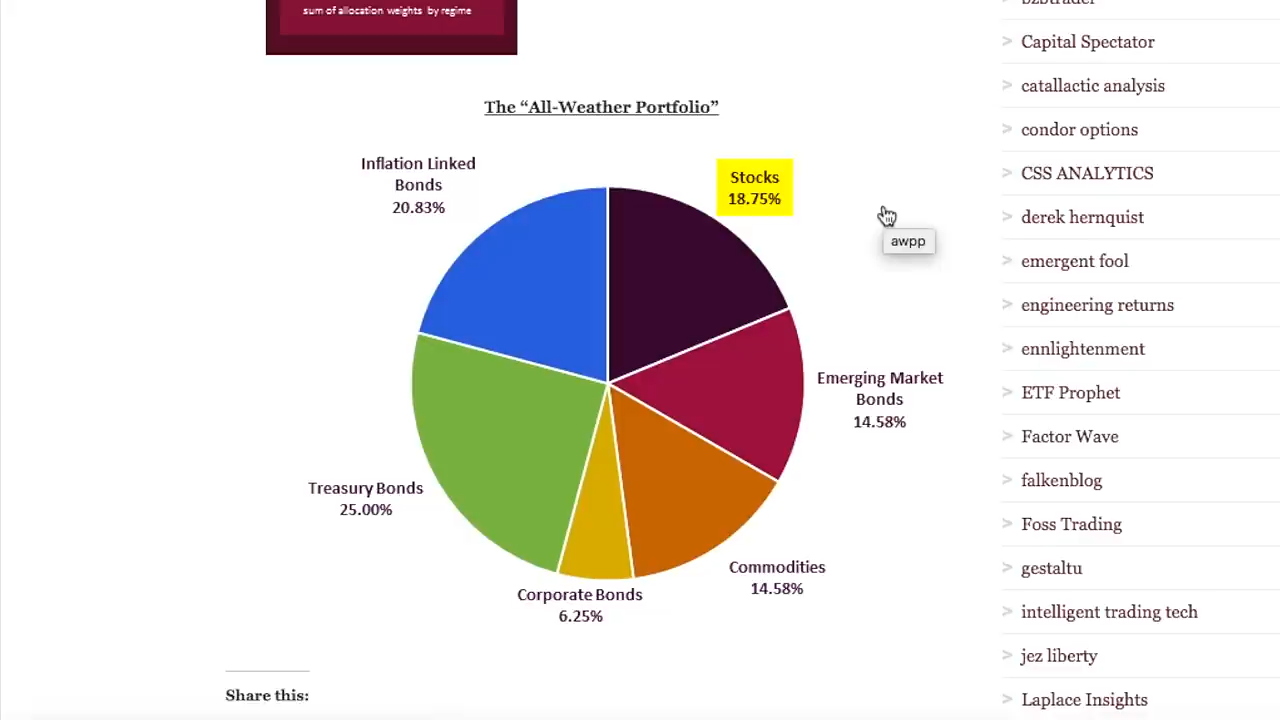 sum of allocation weights by regime
The “All-Weather Portfolio”
Inflation Linked
Bonds
20.83%
Stocks
18.75%
awpp
Emerging Market
Bonds
14.58%
Treasury Bonds
25.00%
Commodities
14.58%
Corporate Bonds
6.25%
Share this:
> Capital Spectator
> catallactic analysis
> condor options
> CSS ANALYTICS
> derek hernquist
> emergent fool
> engineering returns
> ennlightenment
> ETF Prophet
> Factor Wave
> falkenblog
> Foss Trading
> gestaltu
> intelligent trading tech
> jez liberty
> Laplace Insights